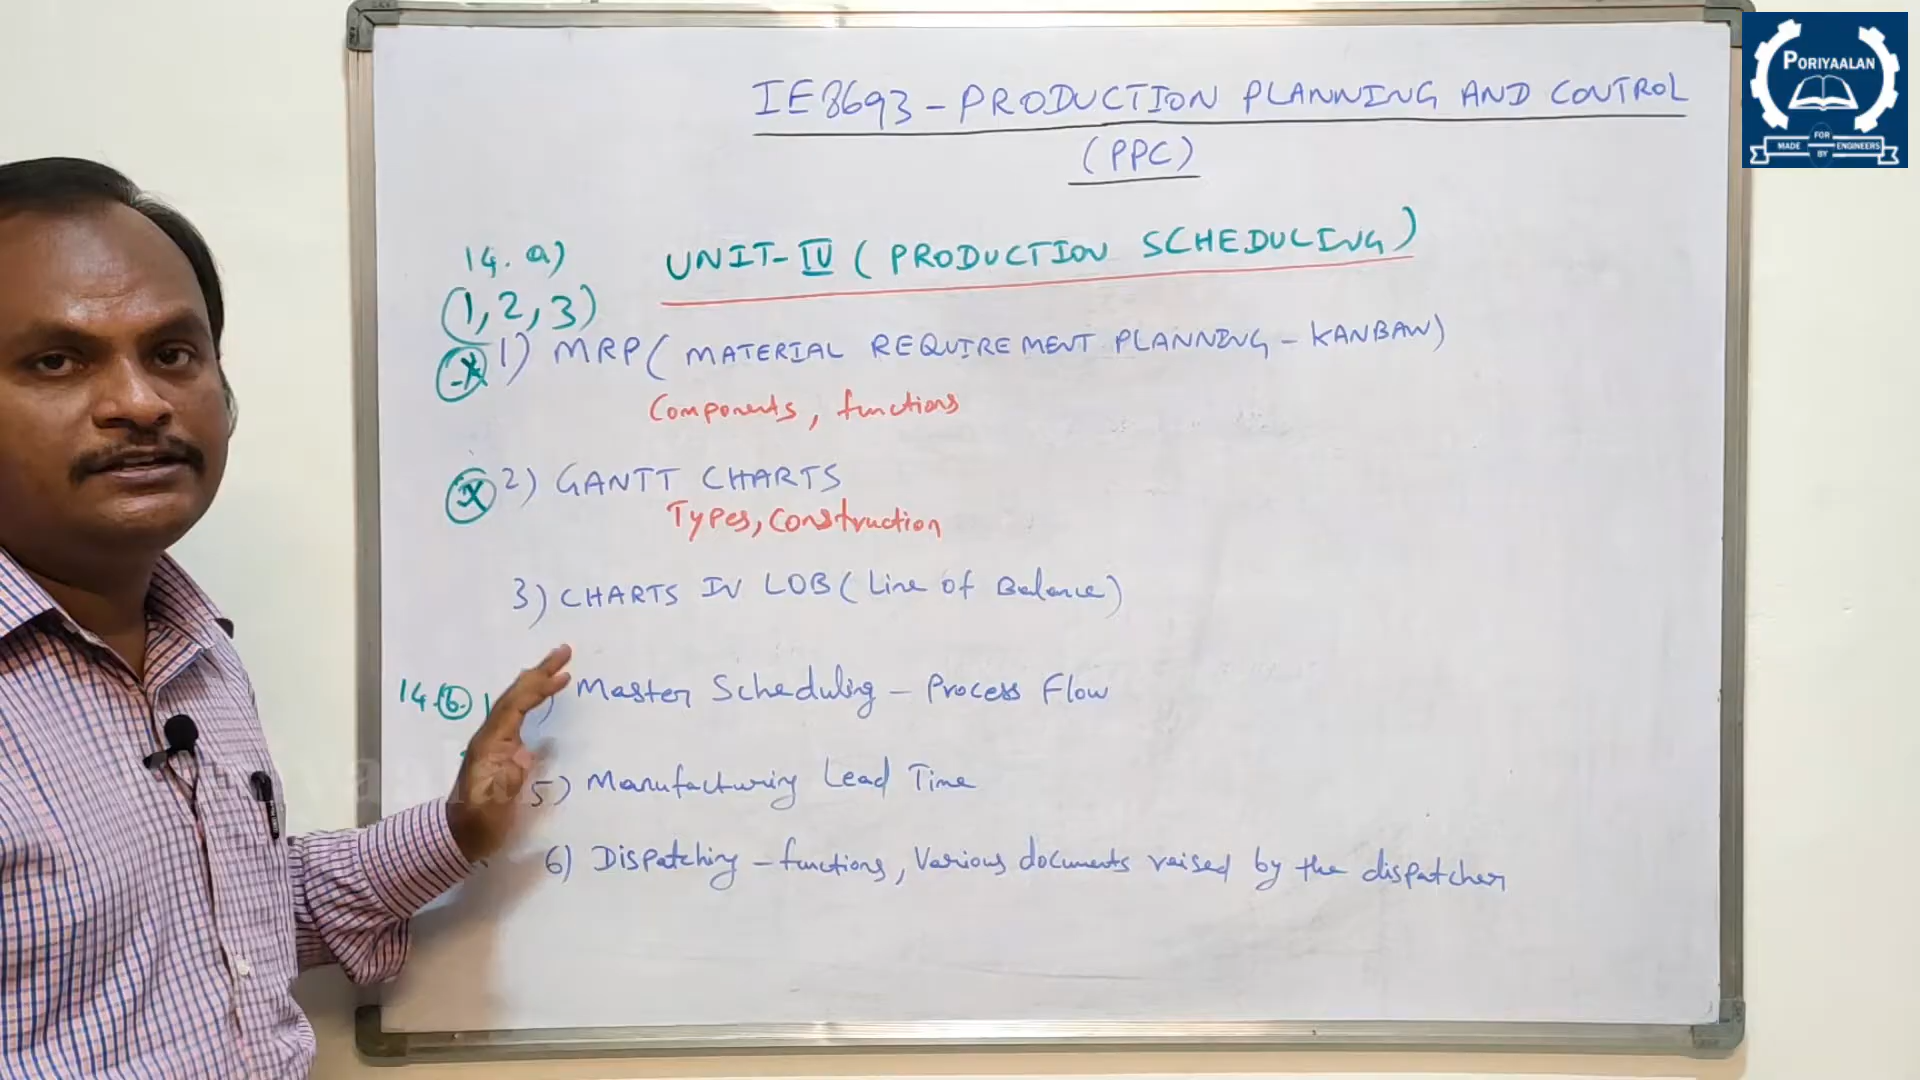 PORIYAALAN
MADE FOR BY ENGINEERS
IE8693 - PRODUCTION PLANNING AND CONTROL
(PPC)
14. a)
UNIT-IV (PRODUCTION SCHEDULING)
(1,2,3)
1) MRP (MATERIAL REQUIREMENT PLANNING - KANBAN)
Components, functions
2) GANTT CHARTS
Types, Construction
3) CHARTS IN LOB (Line of Balance)
14. b. Master Scheduling - Process Flow
5) Manufacturing Lead Time
6) Dispatching - functions, Various documents raised by the dispatcher